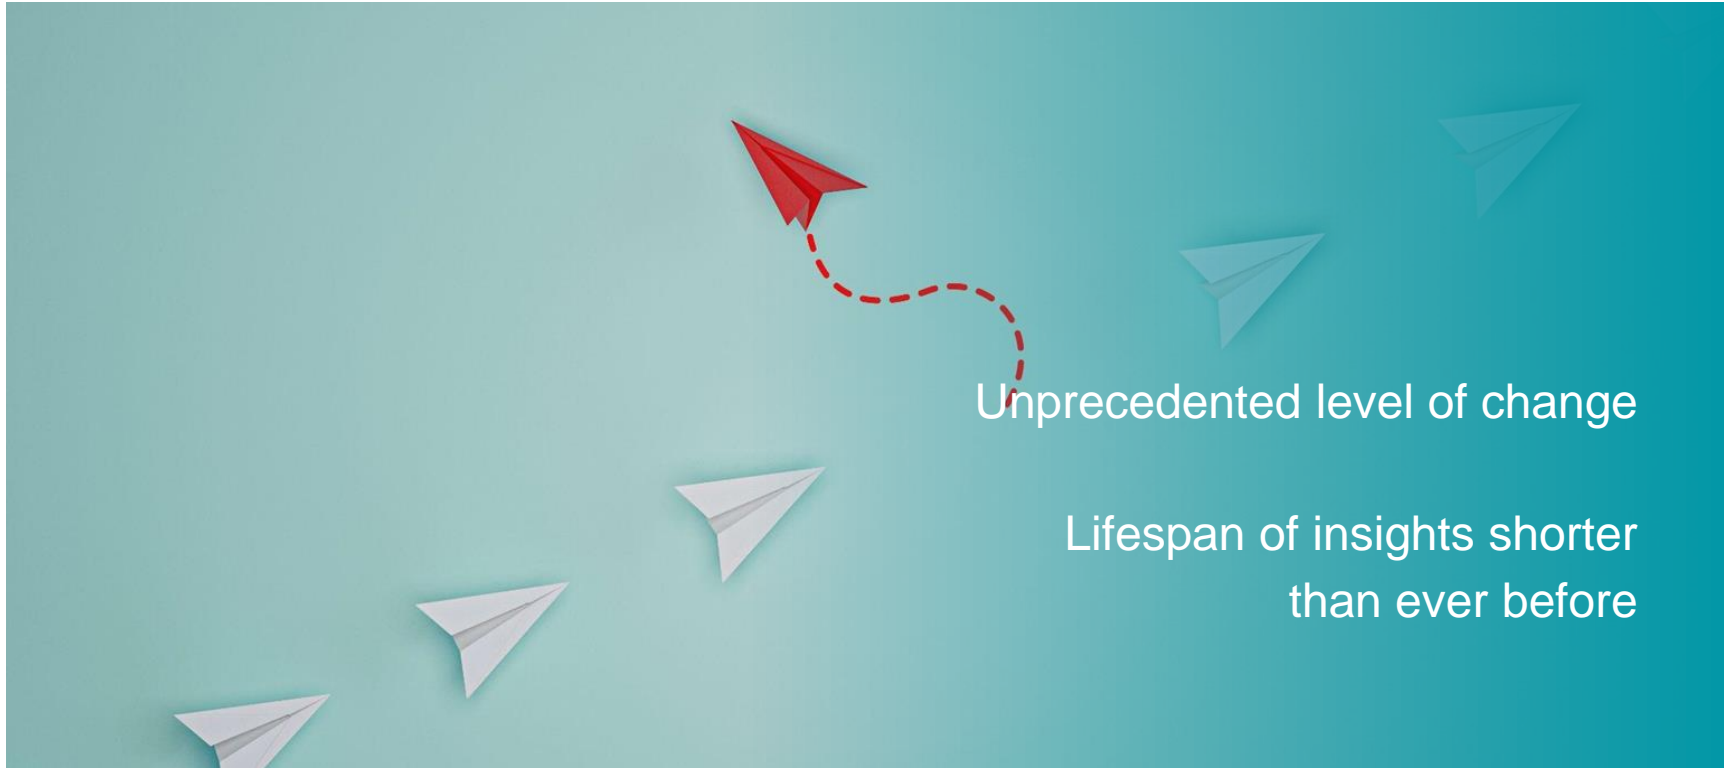 Unprecedented level of change
Lifespan of insights shorter
than ever before